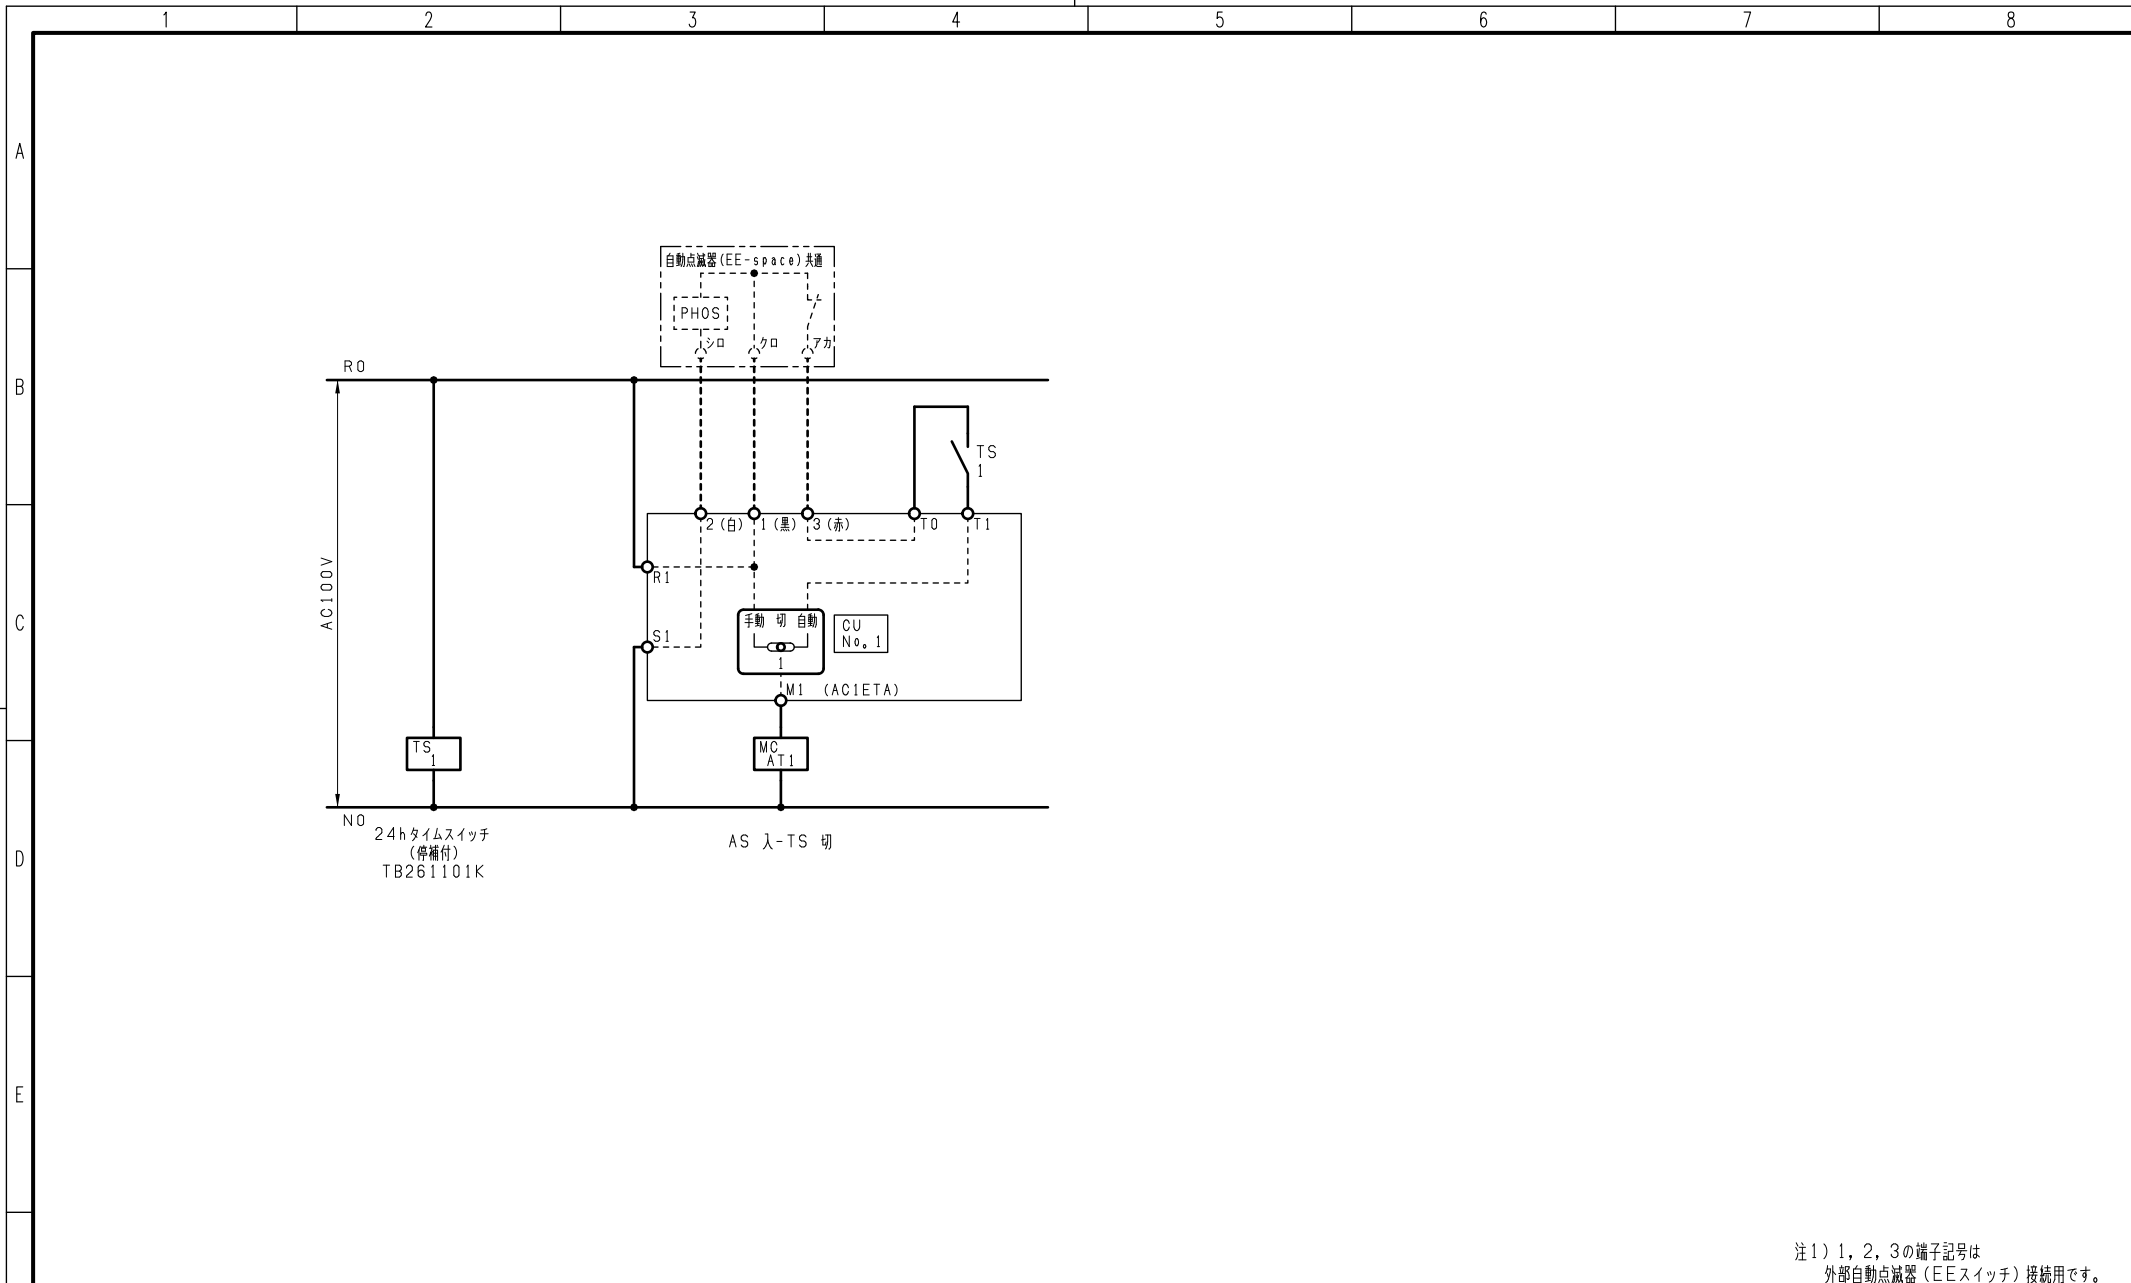 1 2 3 4 5 6 7 8
A
自動点滅器(EE-space)共通
PHOS
シロ クロ アカ
R0
B
TS
1
2(白) 1(黒) 3(赤) T0 T1
R1
AC100V
C
手動 切 自動
CU
No。1
S1
1
M1 (AC1ETA)
TS
1
MC
AT1
N0
24hタイムスイッチ
(停補付)
TB261101K
AS 入-TS 切
D
E
注1)1,2,3の端子記号は
外部自動点滅器(EEスイッチ)接続用です。